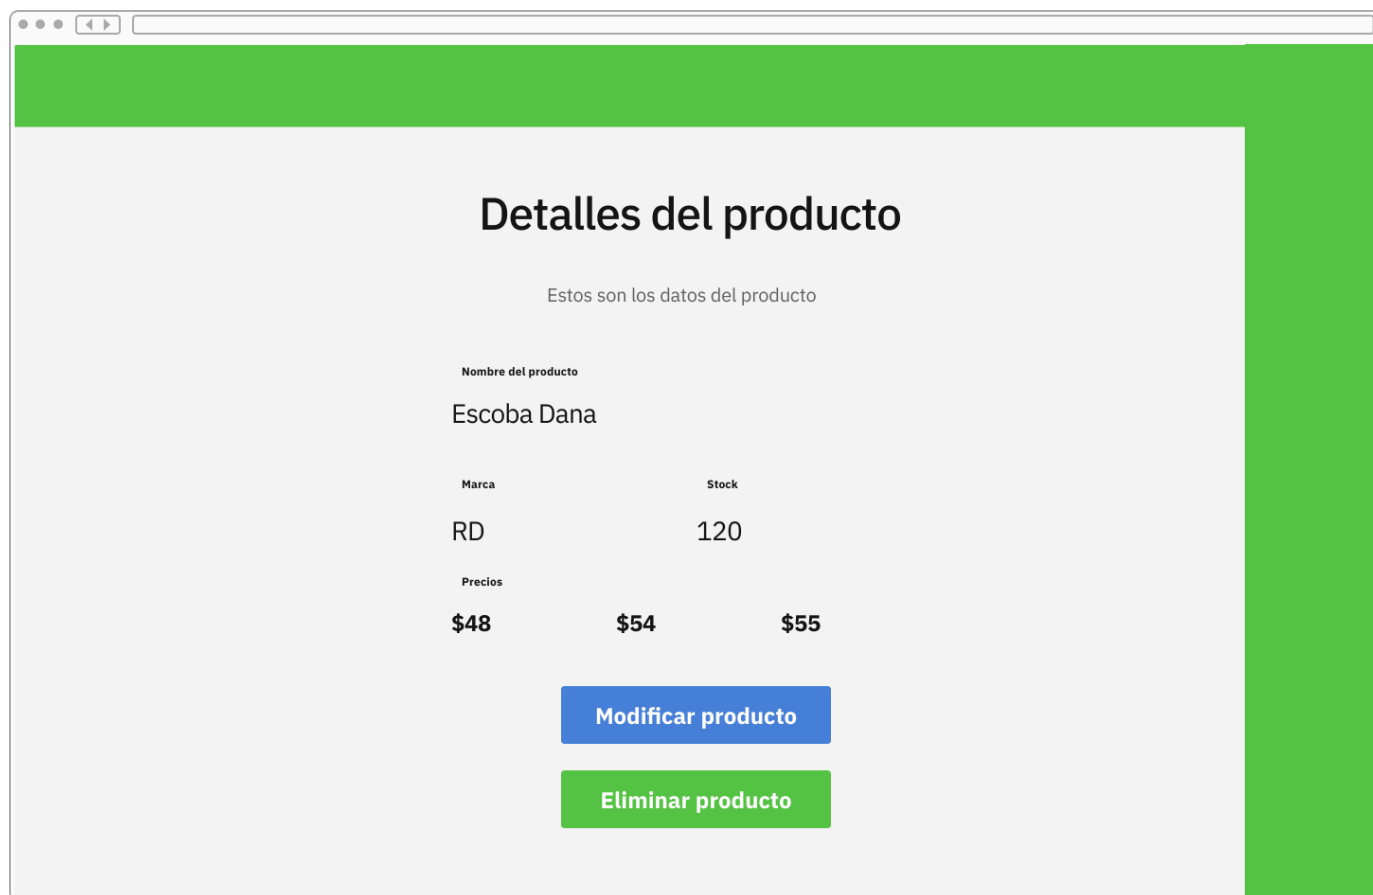 Detalles del producto
Estos son los datos del producto
Nombre del producto
Escoba Dana
Marca Stock
RD 120
Precios
$48 $54 $55
Modificar producto
Eliminar producto